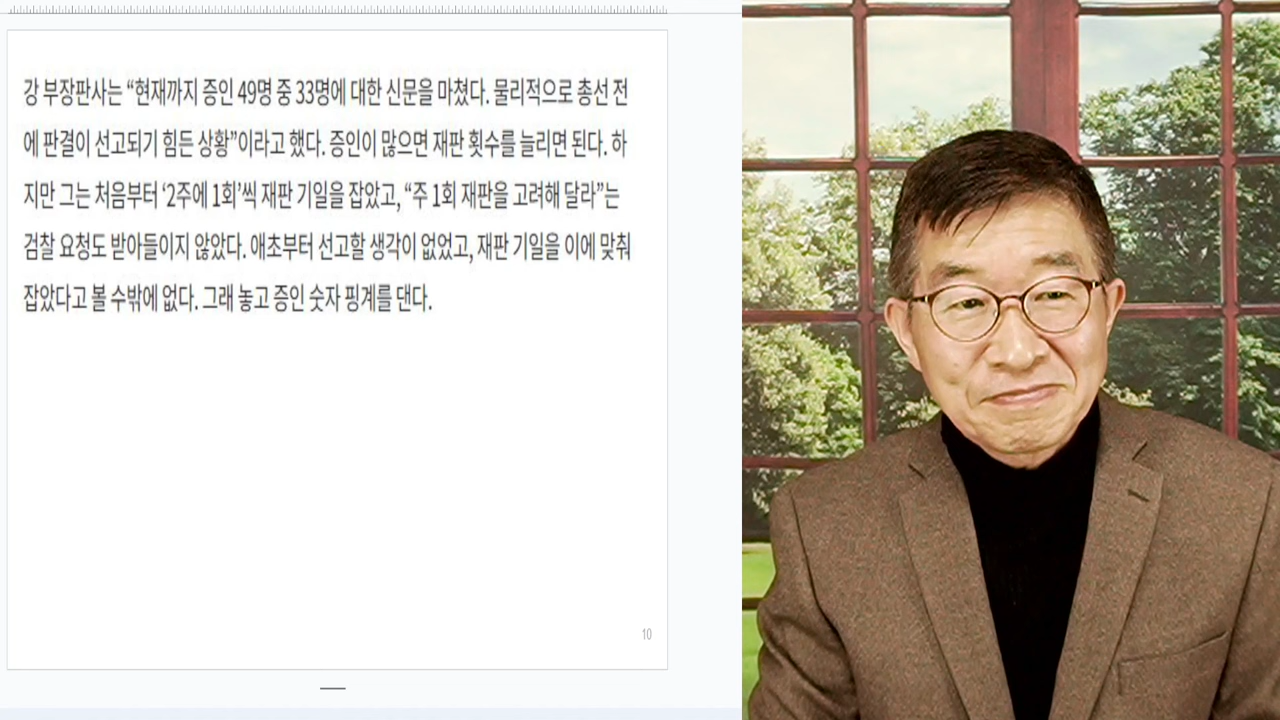 강 부장판사는 “현재까지 증인 49명 중 33명에 대한 신문을 마쳤다. 물리적으로 총선 전
에 판결이 선고되기 힘든 상황”이라고 했다. 증인이 많으면 재판 횟수를 늘리면 된다. 하
지만 그는 처음부터 ‘2주에 1회’씩 재판 기일을 잡았고, “주 1회 재판을 고려해 달라”는
검찰 요청도 받아들이지 않았다. 애초부터 선고할 생각이 없었고, 재판 기일을 이에 맞춰
잡았다고 볼 수밖에 없다. 그래 놓고 증인 숫자 핑계를 댄다.
10